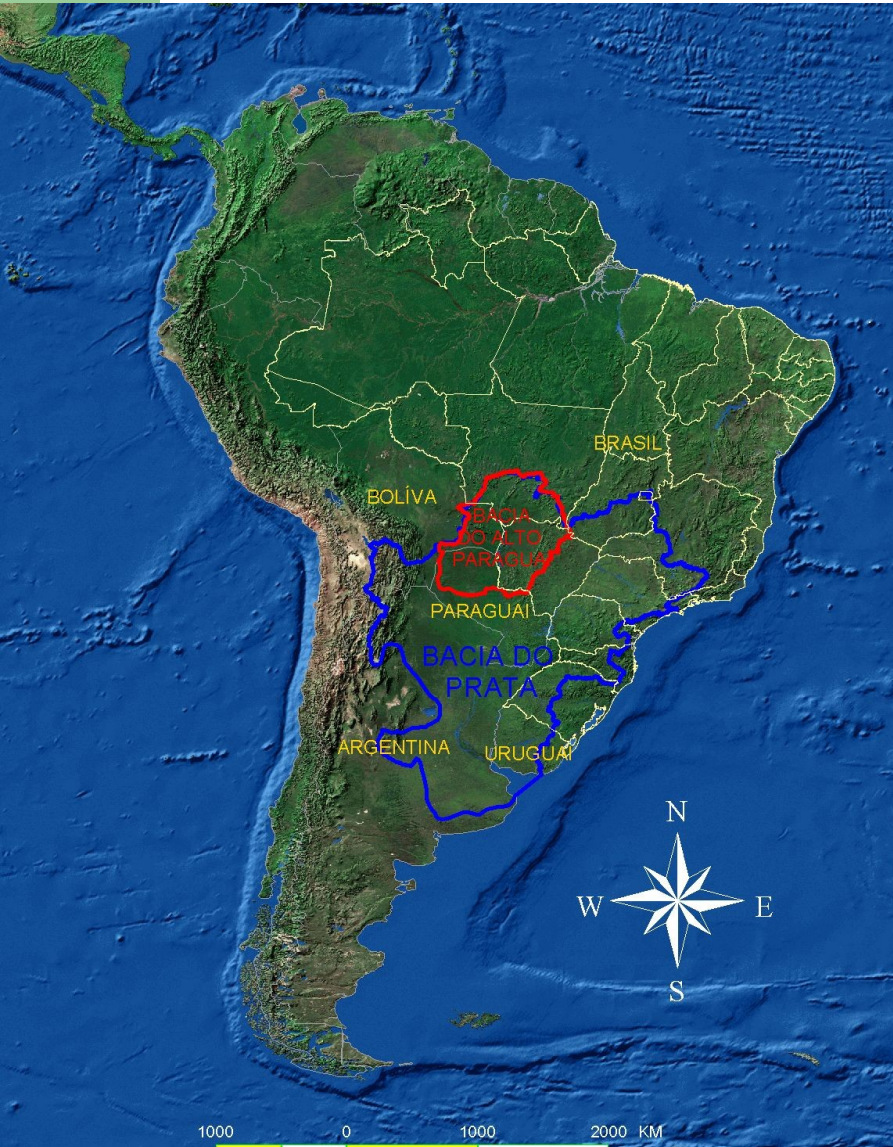 BRASIL
BOLÍVA
BACIA
DO ALTO
PARAGUAI
PARAGUAI
BACIA DO
PRATA
ARGENTINA
URUGUAI
N
W
E
S
1000 0 1000 2000 KM